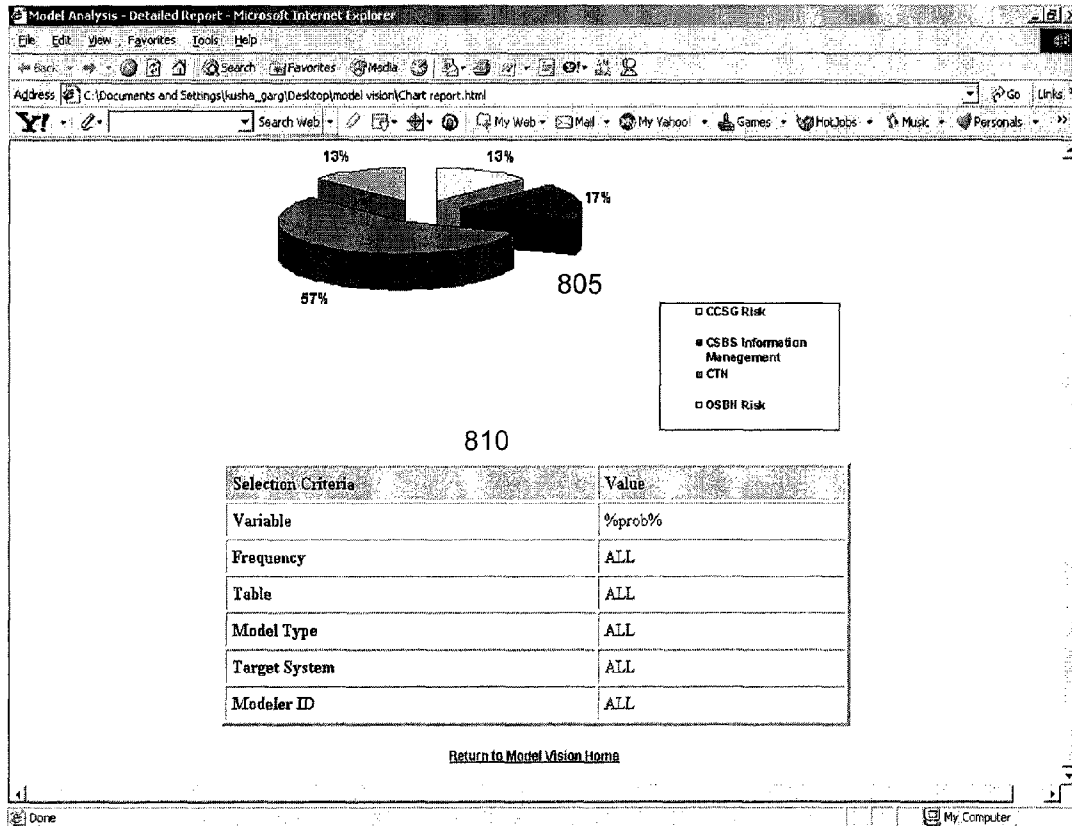 Model Analysis - Detailed Report - Microsoft Internet Explorer
File Edit View Favorites Tools Help
Back Search Favorites Media
Address C:\Documents and Settings\kusha_garg\Desktop\model vision\Chart report.html Go Links
Y! Search Web My Web Mail My Yahoo! Games HotJobs Music Personals »
13% 13%
17%
57%
805
CCSG Risk
CSBS Information
Management
CTN
OSBN Risk
810
Selection Criteria Value
Variable %prob%
Frequency ALL
Table ALL
Model Type ALL
Target System ALL
Modeler ID ALL
Return to Model Vision Home
Done My Computer